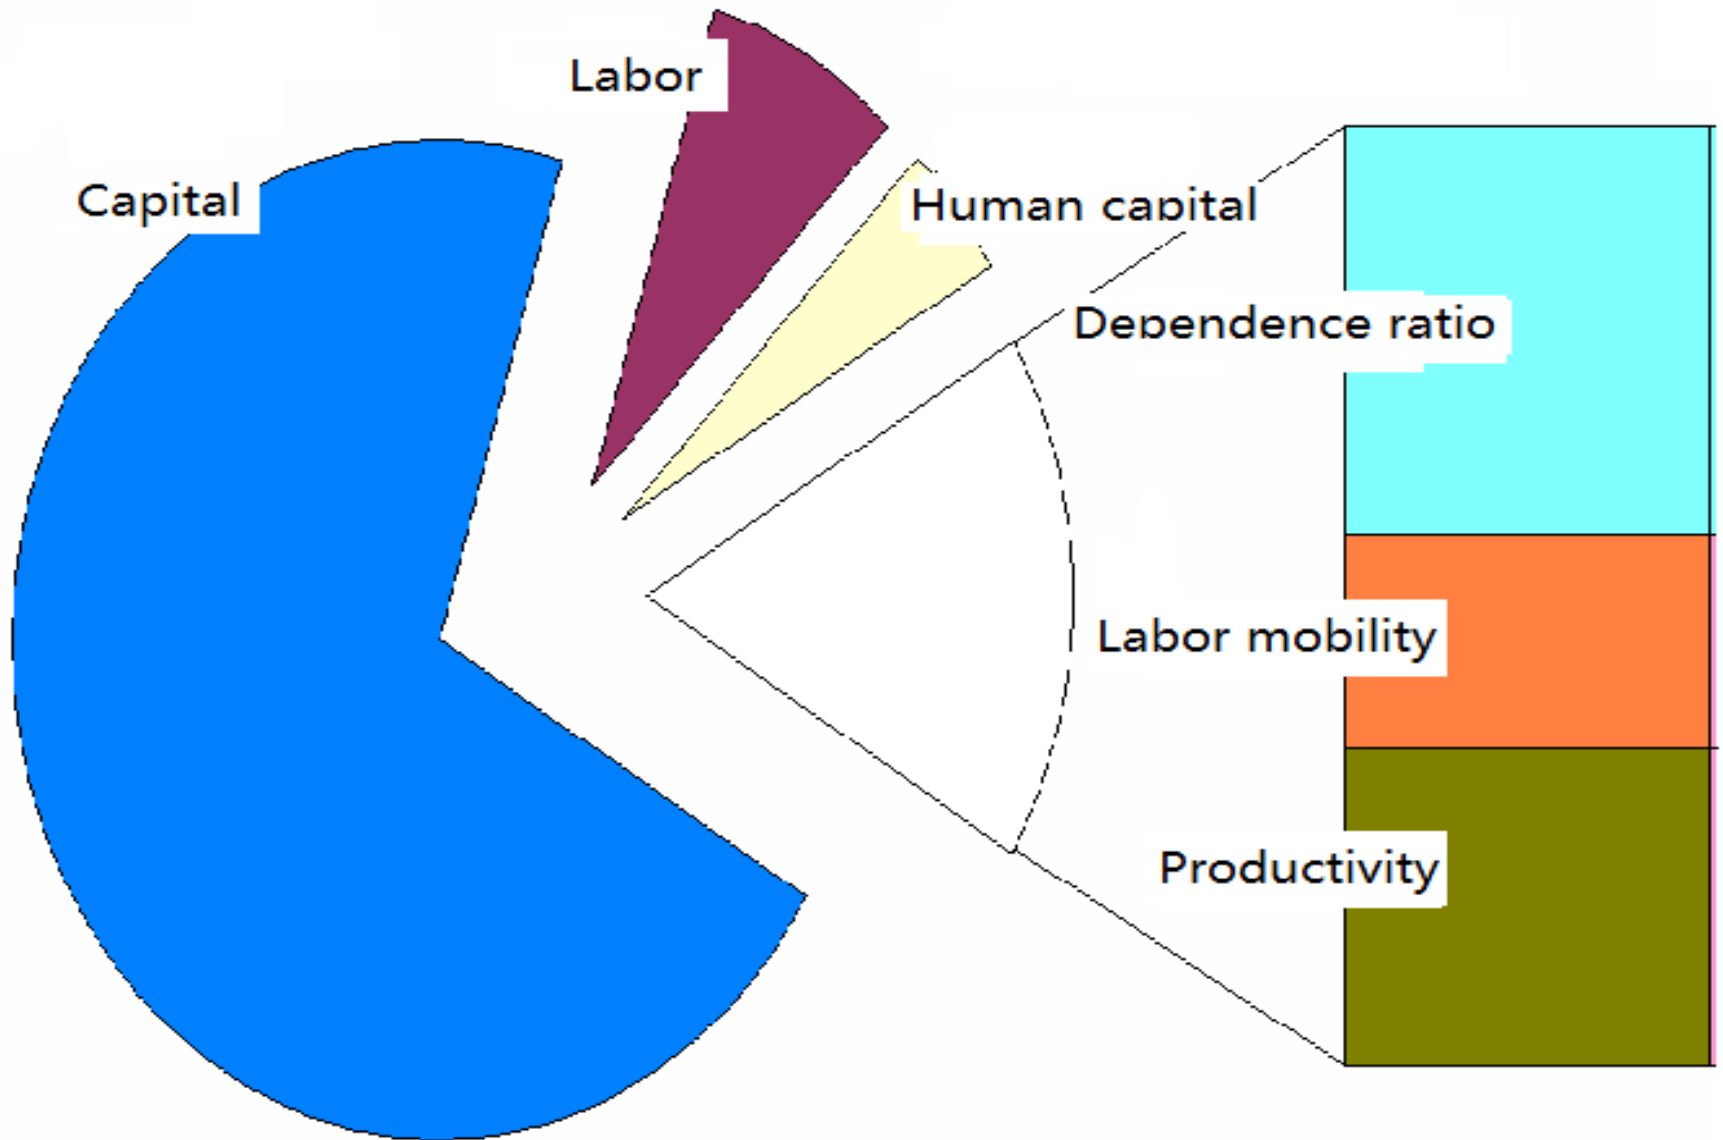 Labor
Capital
Human capital
Dependence ratio
Labor mobility
Productivity